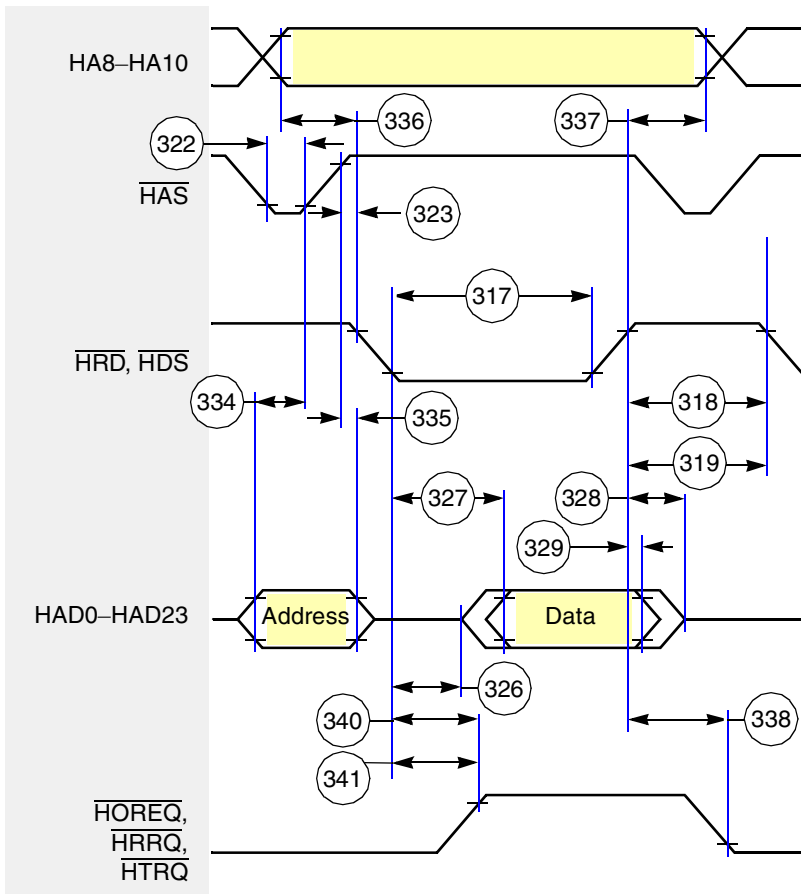 HA8–HA10
336
337
322
HAS
323
317
HRD, HDS
334
335
318
319
327
328
329
HAD0–HAD23
Address
Data
326
340
338
341
HOREQ,
HRRQ,
HTRQ